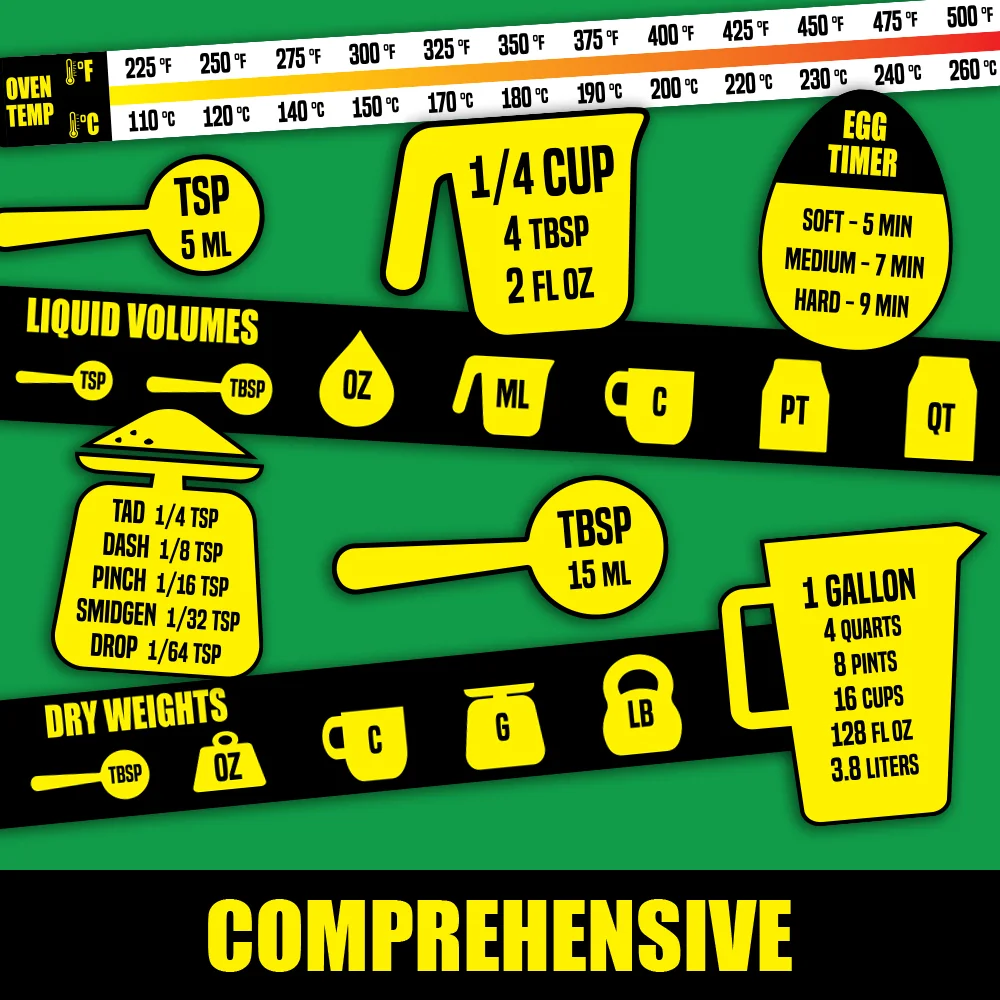 225 °F 250 °F 275 °F 300 °F 325 °F 350 °F 375 °F 400 °F 425 °F 450 °F 475 °F 500 °F
OVEN TEMP
°F
°C
110 °C 120 °C 140 °C 150 °C 170 °C 180 °C 190 °C 200 °C 220 °C 230 °C 240 °C 260 °C
TSP
5 ML
1/4 CUP
4 TBSP
2 FL OZ
EGG
TIMER
SOFT - 5 MIN
MEDIUM - 7 MIN
HARD - 9 MIN
LIQUID VOLUMES
TSP TBSP OZ ML C PT QT
TAD 1/4 TSP
DASH 1/8 TSP
PINCH 1/16 TSP
SMIDGEN 1/32 TSP
DROP 1/64 TSP
TBSP
15 ML
1 GALLON
4 QUARTS
8 PINTS
16 CUPS
128 FL OZ
3.8 LITERS
DRY WEIGHTS
TBSP OZ C G LB
COMPREHENSIVE